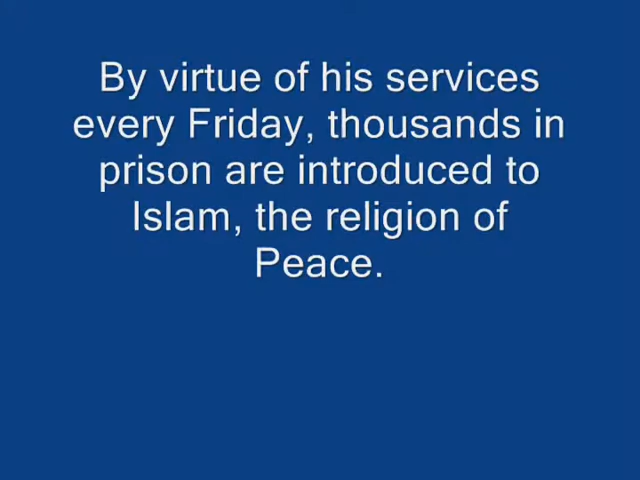 By virtue of his services
every Friday, thousands in
prison are introduced to
Islam, the religion of
Peace.